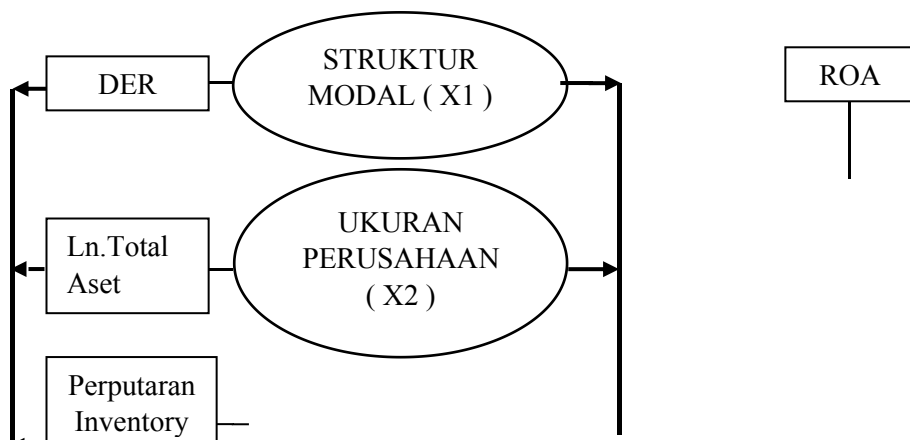 DER
STRUKTUR
MODAL ( X1 )
ROA
Ln.Total
Aset
UKURAN
PERUSAHAAN
( X2 )
Perputaran
Inventory